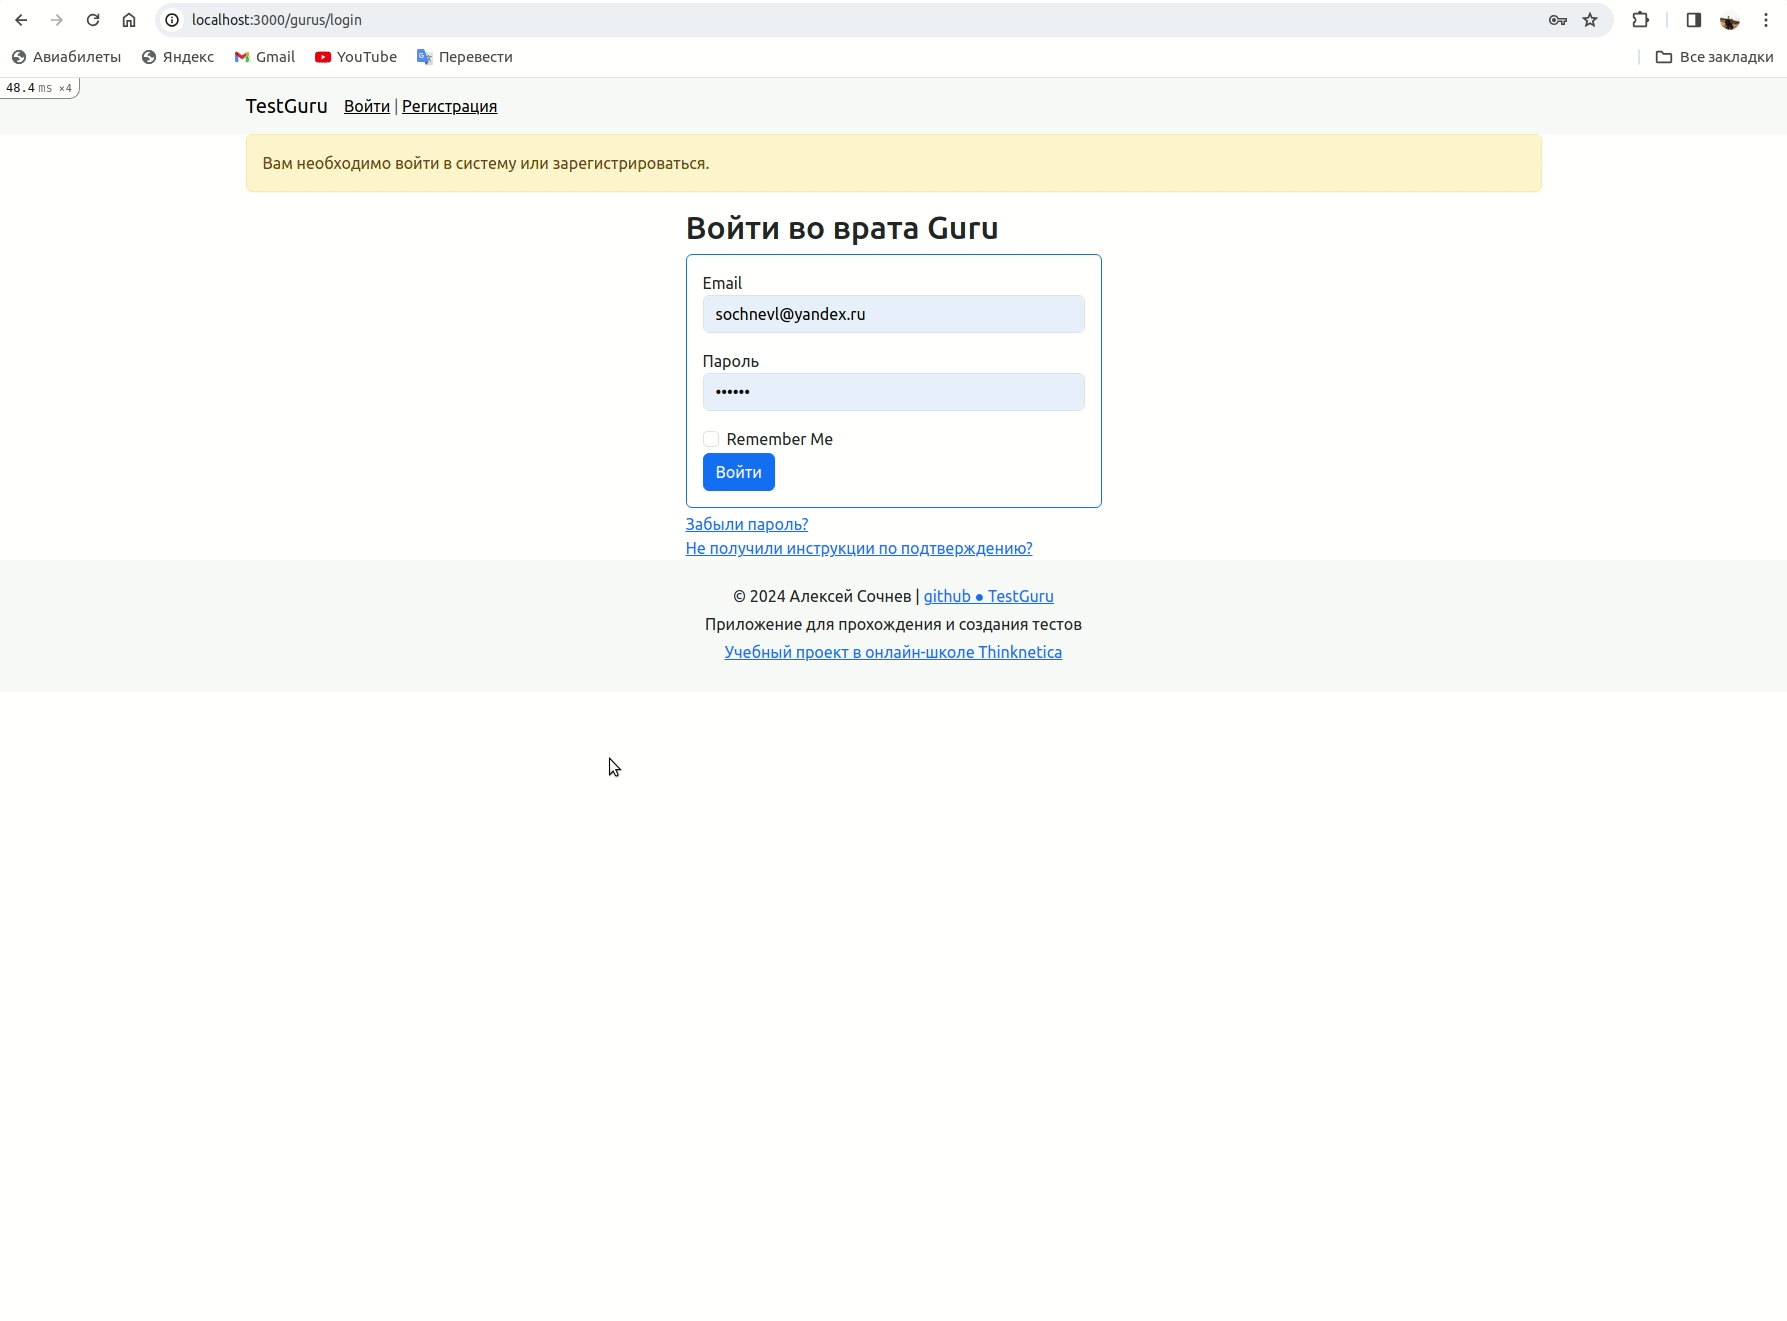 localhost:3000/gurus/login
Авиабилеты Яндекс Gmail YouTube Перевести Все закладки
48.4 ms ×4
TestGuru Войти | Регистрация
Вам необходимо войти в систему или зарегистрироваться.
Войти во врата Guru
Email
sochnevl@yandex.ru
Пароль
••••••
Remember Me
Войти
Забыли пароль?
Не получили инструкции по подтверждению?
© 2024 Алексей Сочнев | github ● TestGuru
Приложение для прохождения и создания тестов
Учебный проект в онлайн-школе Thinknetica